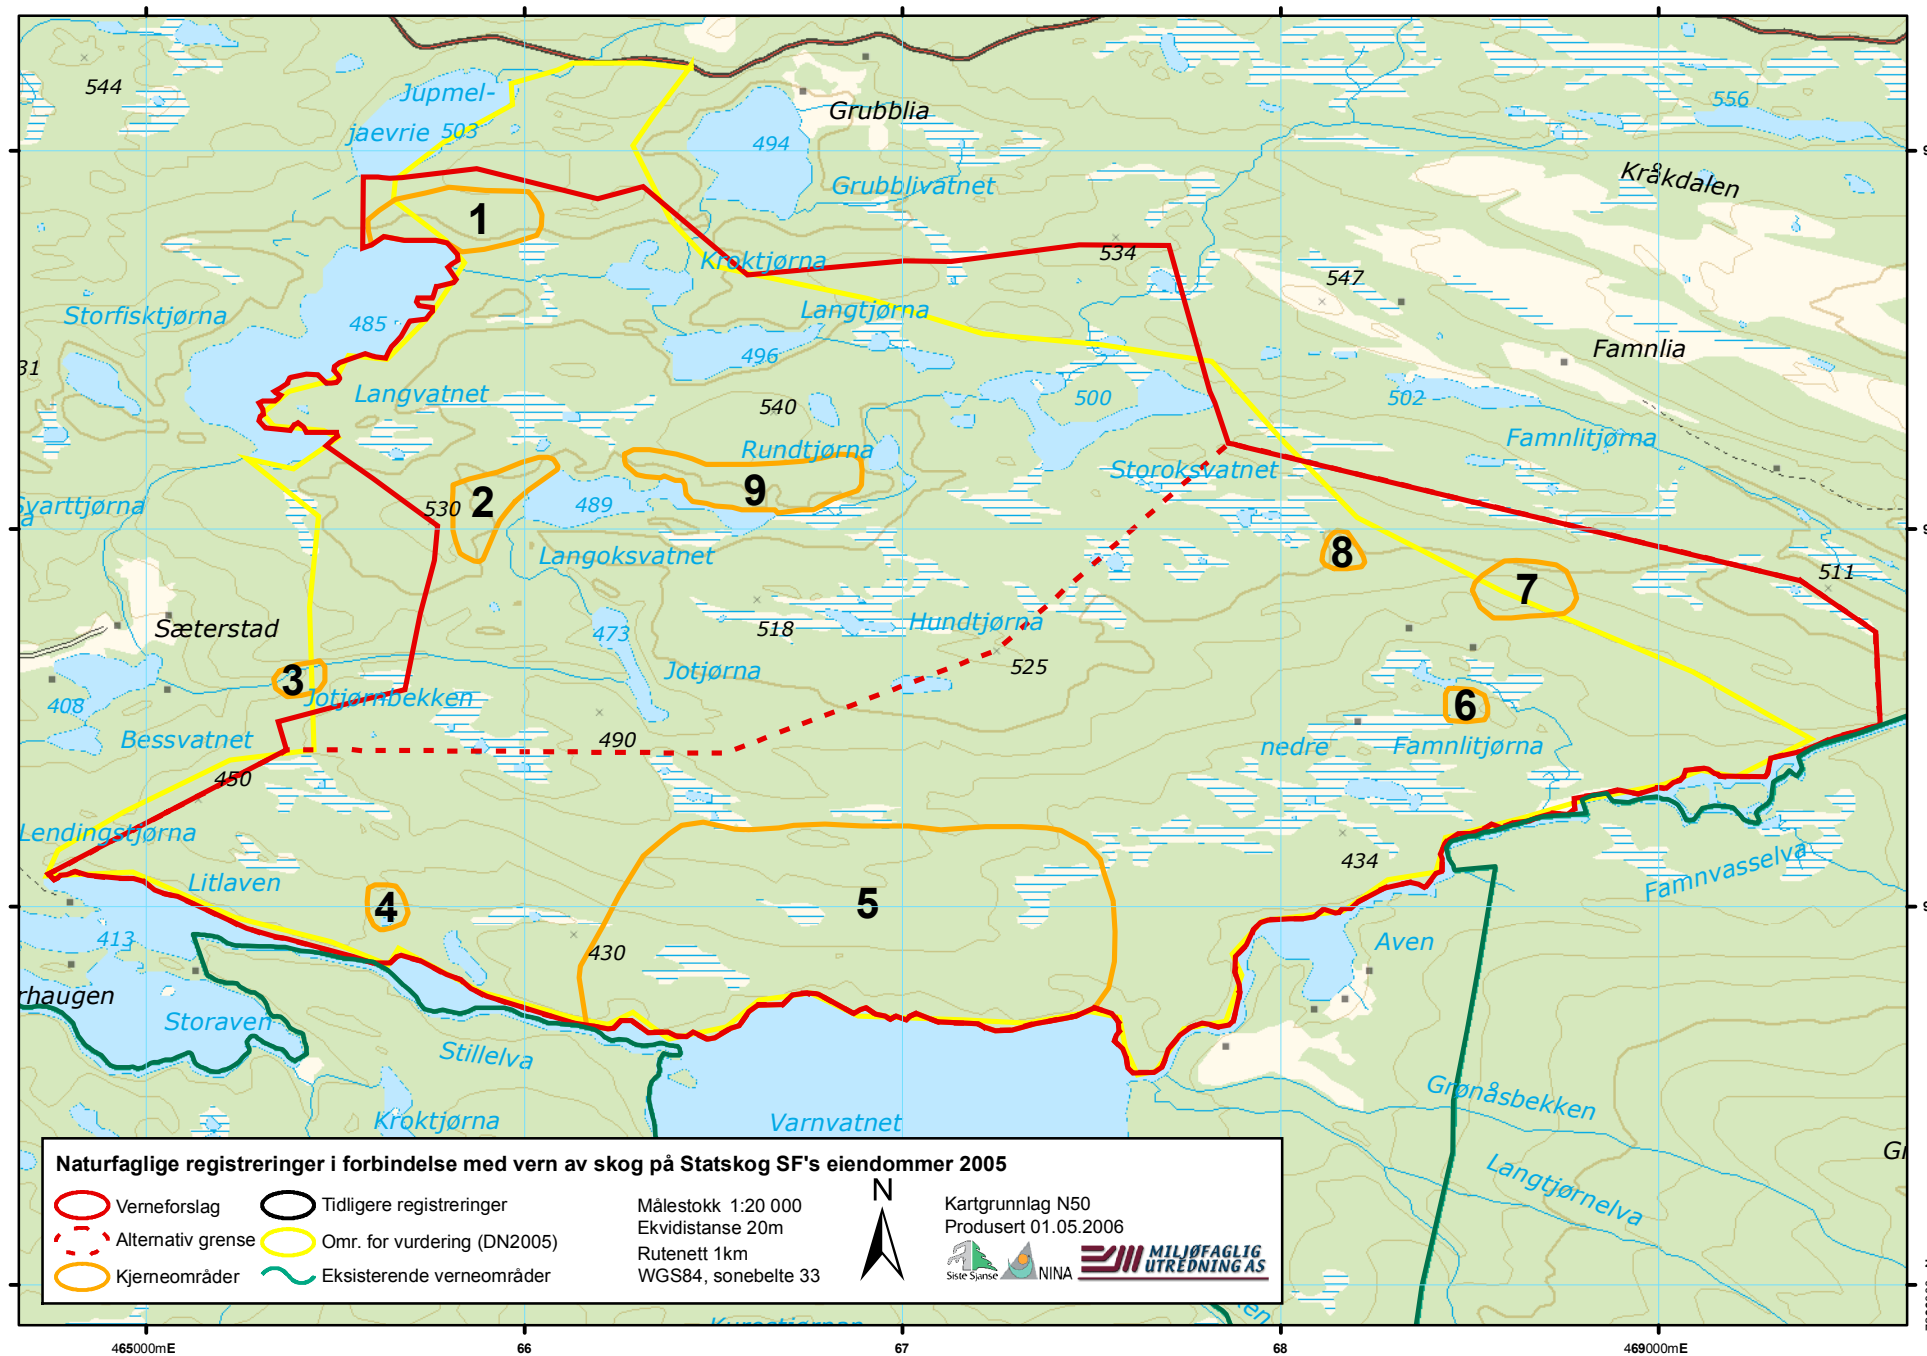 544
Jupmel-
jaevrie 503
Grubblia
494
Grubblivatnet
556
Kråkdalen
1
Kroktjørna
534
547
Storfisktjørna
485
Langtjørna
496
Famnlia
31
Langvatnet
540
500
502
Rundtjørna
Famnlitjørna
Storoksvatnet
Svarttjørna
530
2
489
9
Langoksvatnet
8
7
511
Sæterstad
473
518
Hundtjørna
525
Jotjørna
3
Jotjørnbekken
408
Bessvatnet
490
6
nedre Famnlitjørna
450
Lendingstjørna
434
Famnvasselva
Litlaven
4
5
413
430
Aven
rhaugen
Storaven
Stillelva
Grønåsbekken
Kroktjørna
Varnvatnet
Langtjørnelva
Naturfaglige registreringer i forbindelse med vern av skog på Statskog SF's eiendommer 2005
Verneforslag
Alternativ grense
Kjerneområder
Tidligere registreringer
Omr. for vurdering (DN2005)
Eksisterende verneområder
Målestokk 1:20 000
Ekvidistanse 20m
Rutenett 1km
WGS84, sonebelte 33
N
Kartgrunnlag N50
Produsert 01.05.2006
Siste Sjanse
NINA
MILJØFAGLIG
UTREDNING AS
465000mE
66
67
68
469000mE